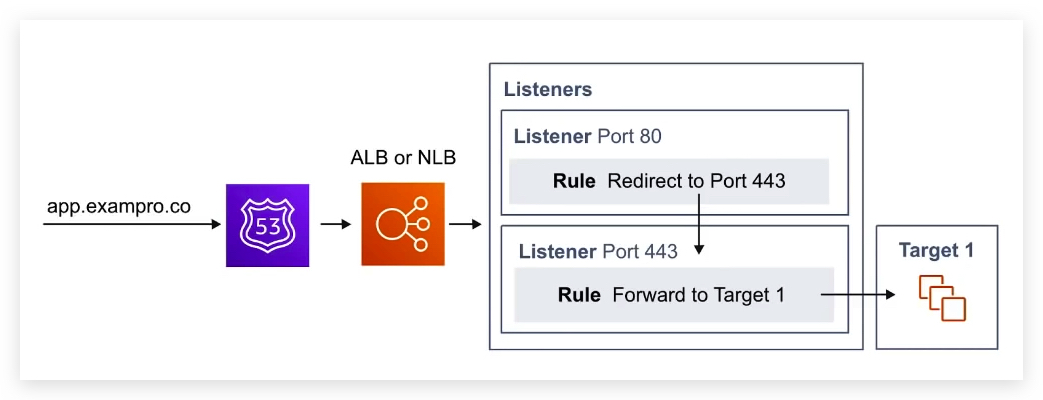 app.exampro.co
53
ALB or NLB
Listeners
Listener Port 80
Rule Redirect to Port 443
Listener Port 443
Rule Forward to Target 1
Target 1